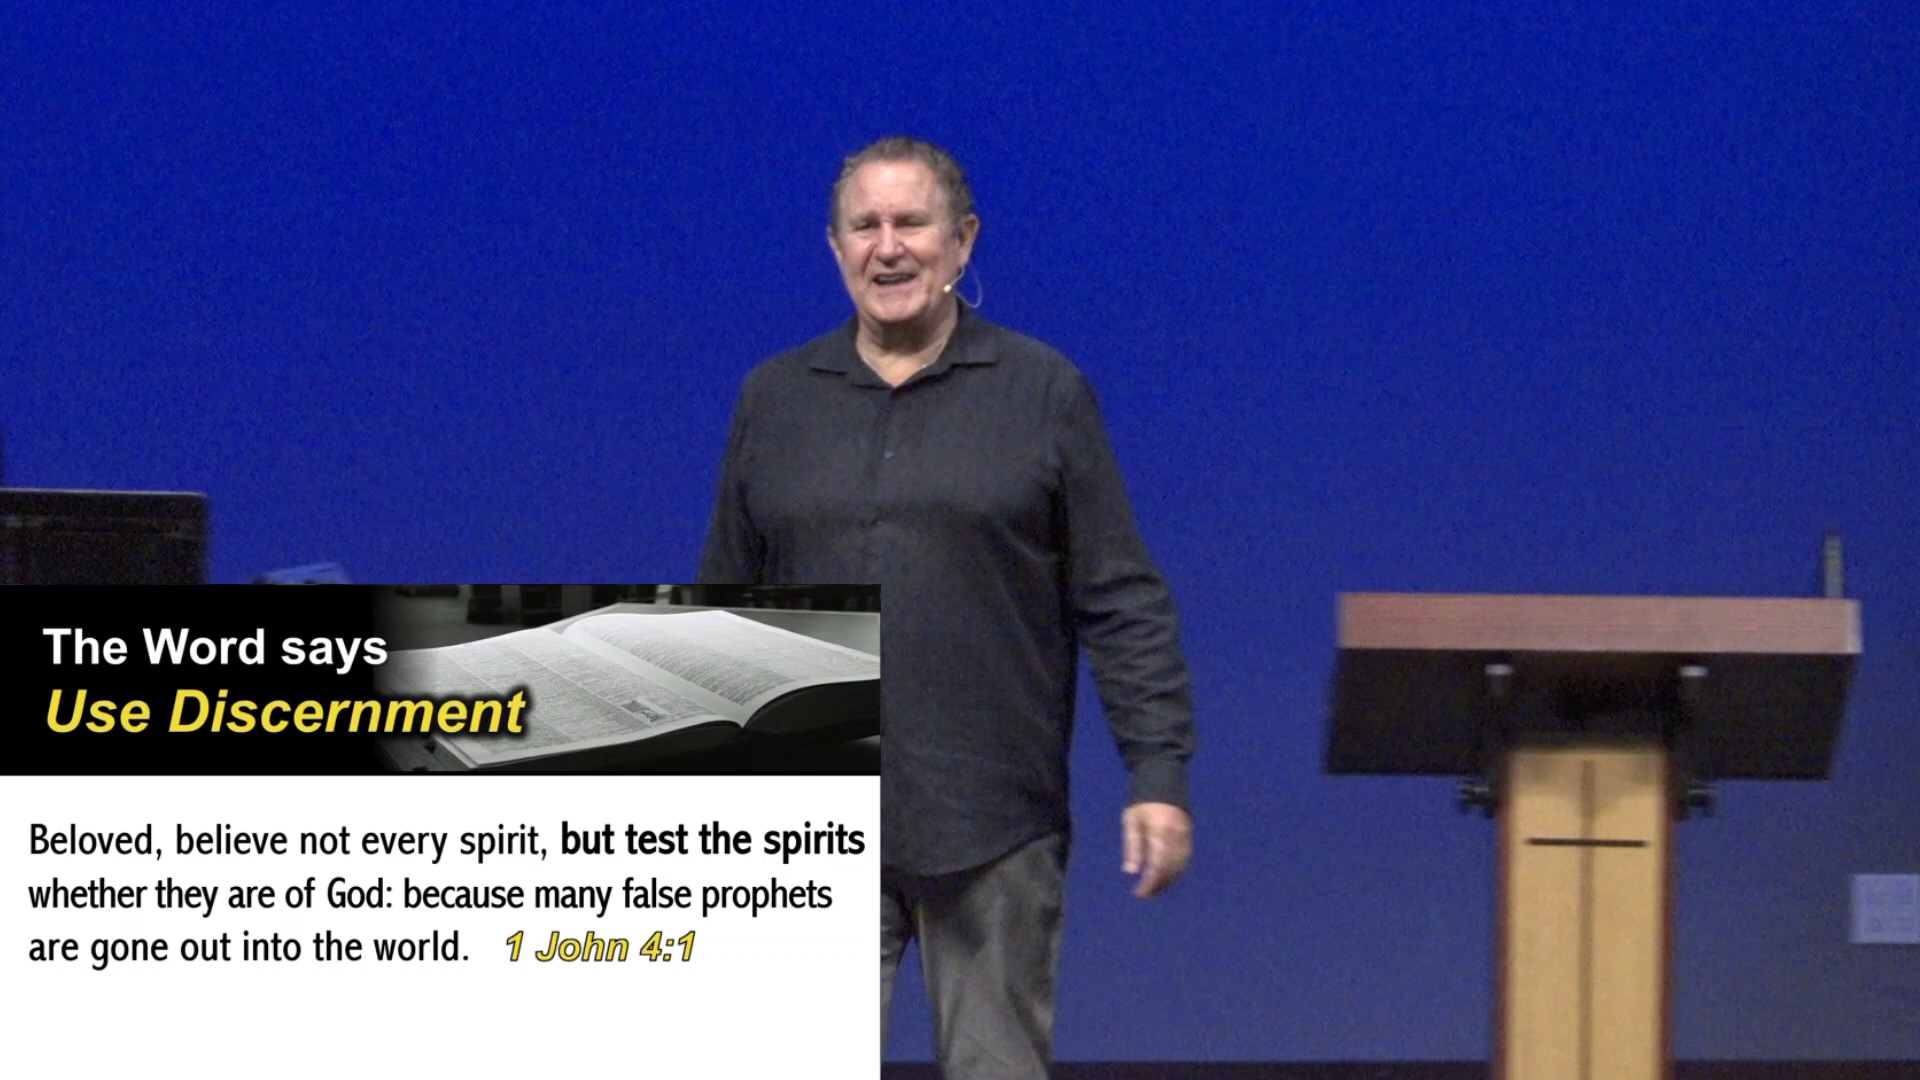 The Word says
Use Discernment
Beloved, believe not every spirit, but test the spirits
whether they are of God: because many false prophets
are gone out into the world. 1 John 4:1